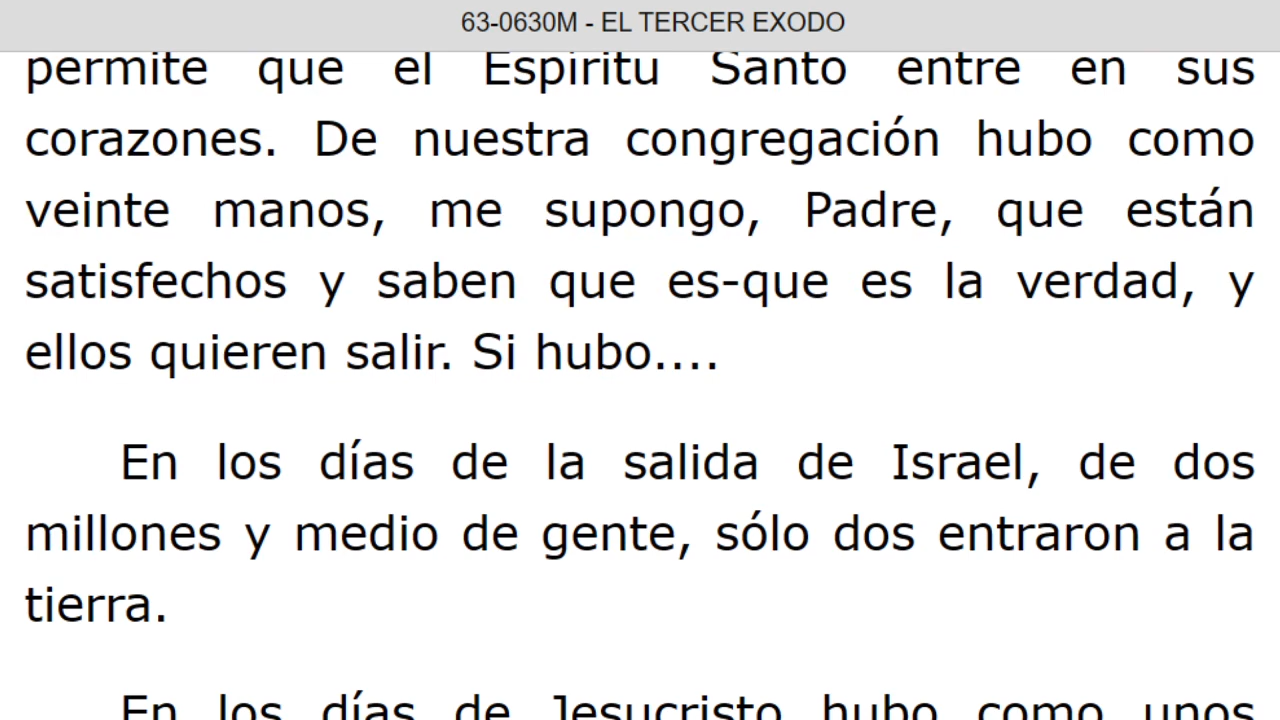 63-0630M - EL TERCER EXODO
permite que el Espíritu Santo entre en sus
corazones. De nuestra congregación hubo como
veinte manos, me supongo, Padre, que están
satisfechos y saben que es-que es la verdad, y
ellos quieren salir. Si hubo....
En los días de la salida de Israel, de dos
millones y medio de gente, sólo dos entraron a la
tierra.
En los días de Jesucristo hubo como unos